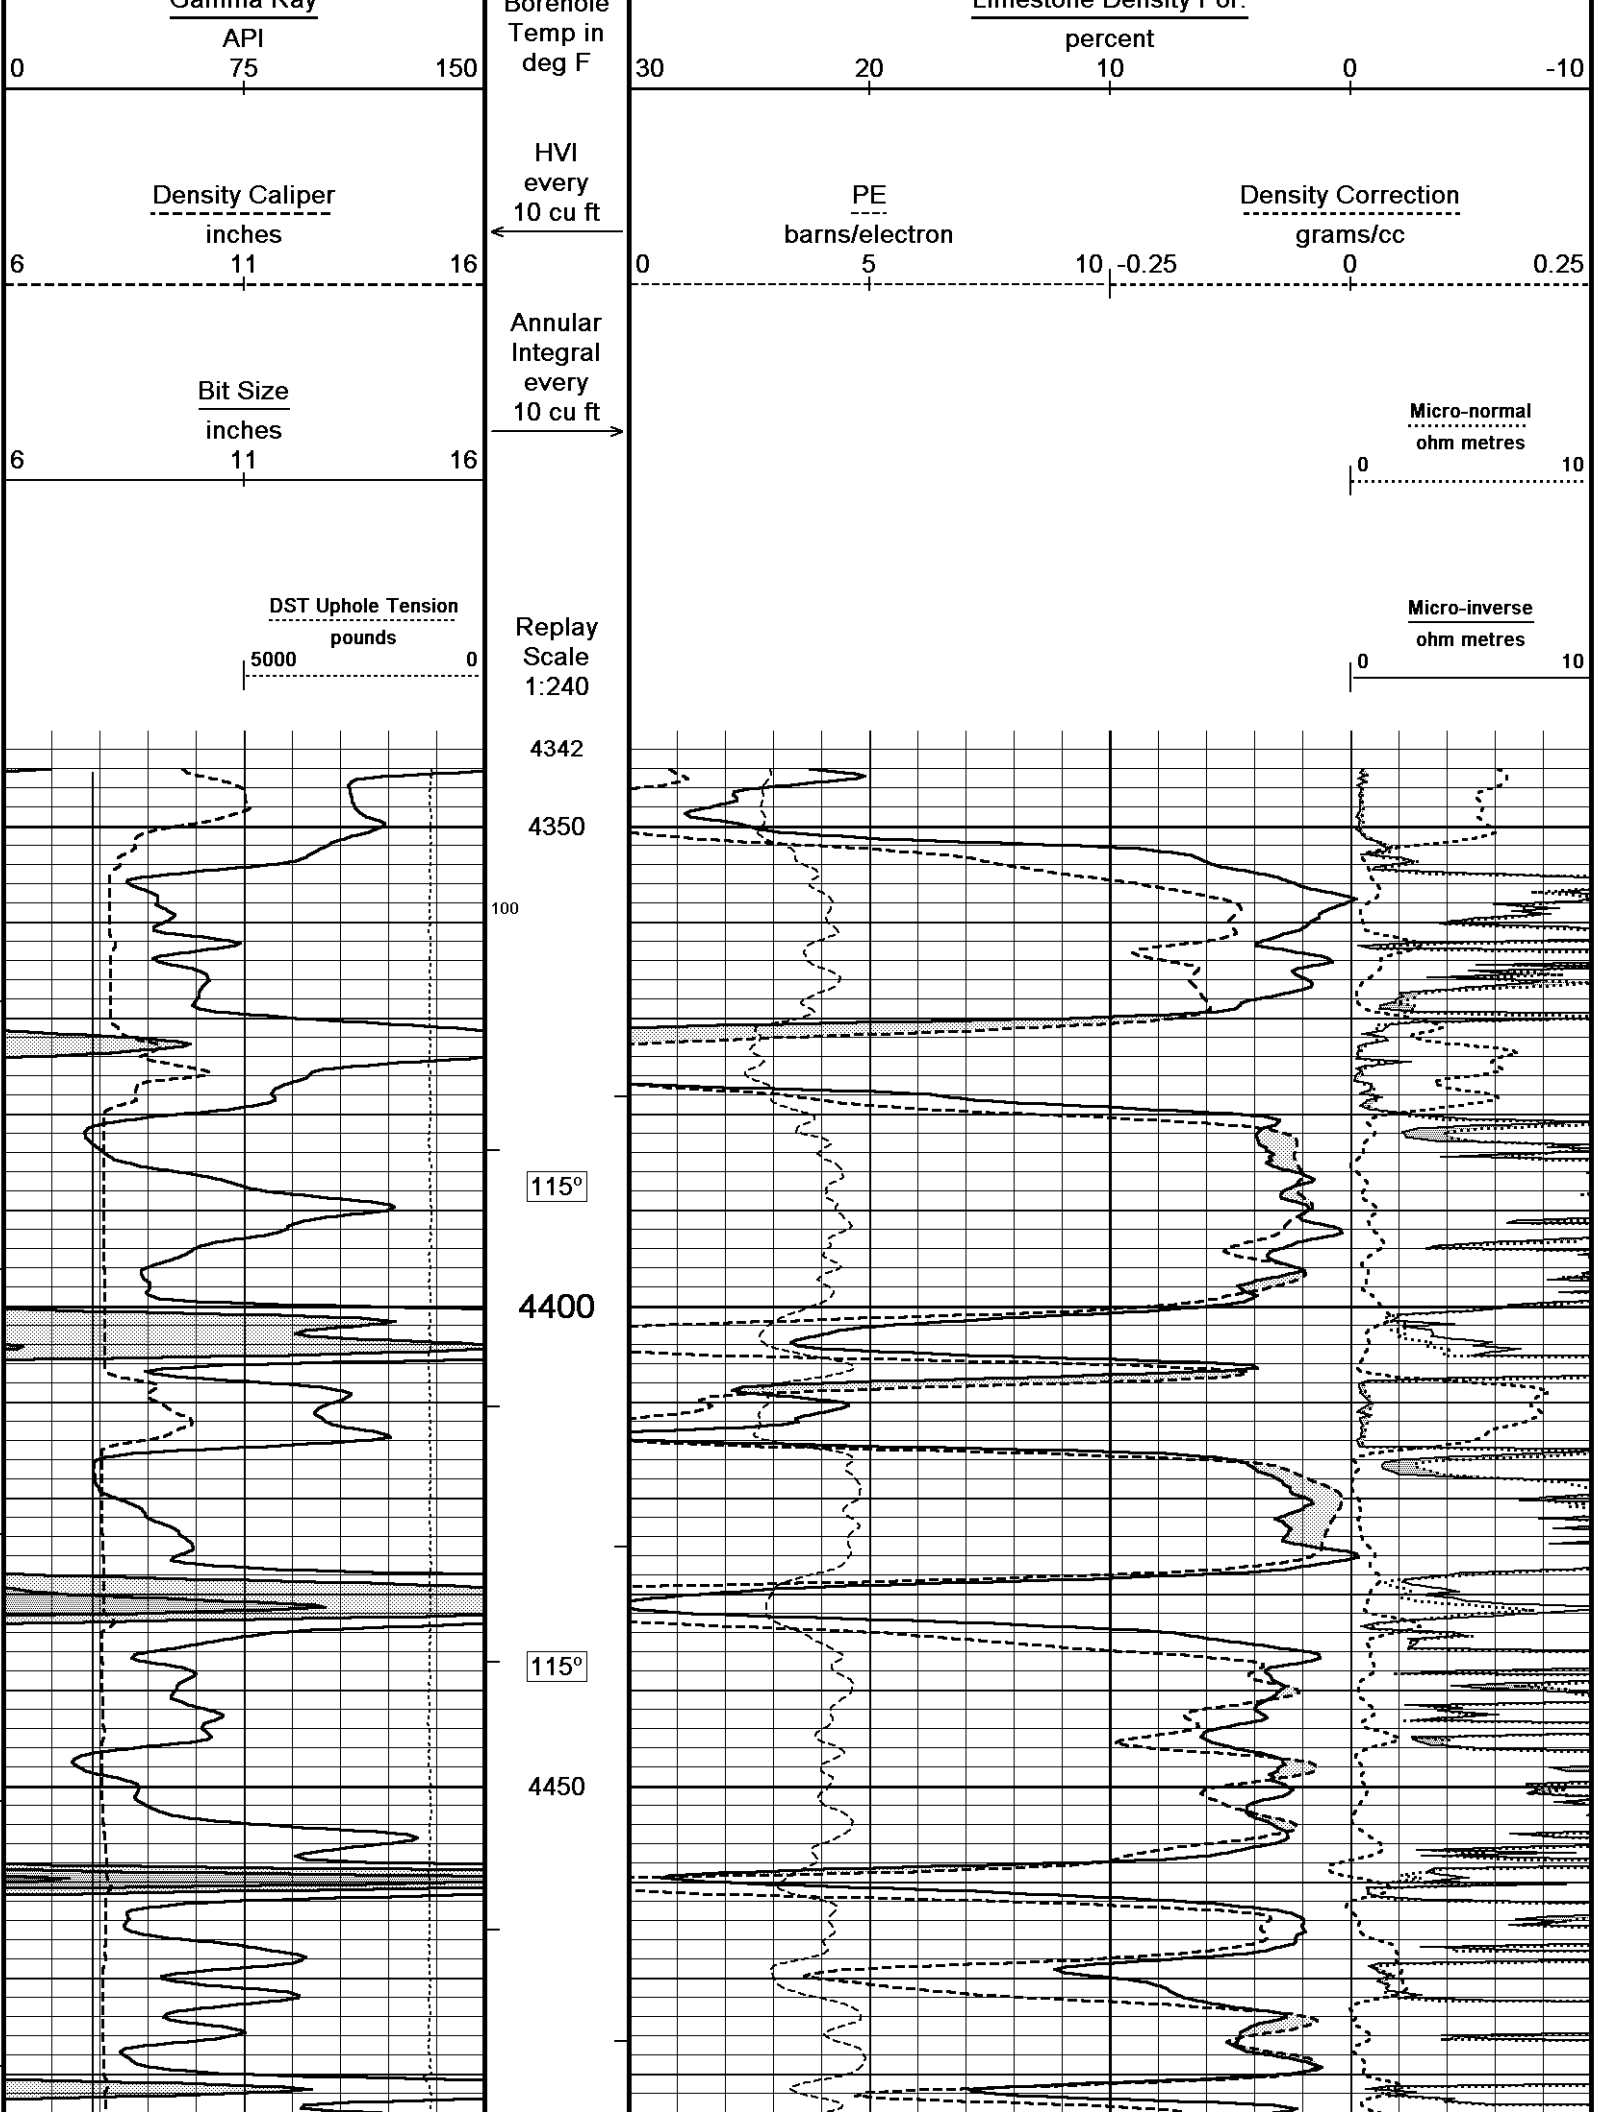 Gamma Ray
API
0 75 150
Density Caliper
inches
6 11 16
Bit Size
inches
6 11 16
DST Uphole Tension
pounds
5000 0
Borehole
Temp in
deg F
HVI
every
10 cu ft
Annular
Integral
every
10 cu ft
Replay
Scale
1:240
Limestone Density Por.
percent
30 20 10 0 -10
PE
barns/electron
0 5 10
Density Correction
grams/cc
-0.25 0 0.25
Micro-normal
ohm metres
0 10
Micro-inverse
ohm metres
0 10
4342
4350
100
115º
4400
115º
4450